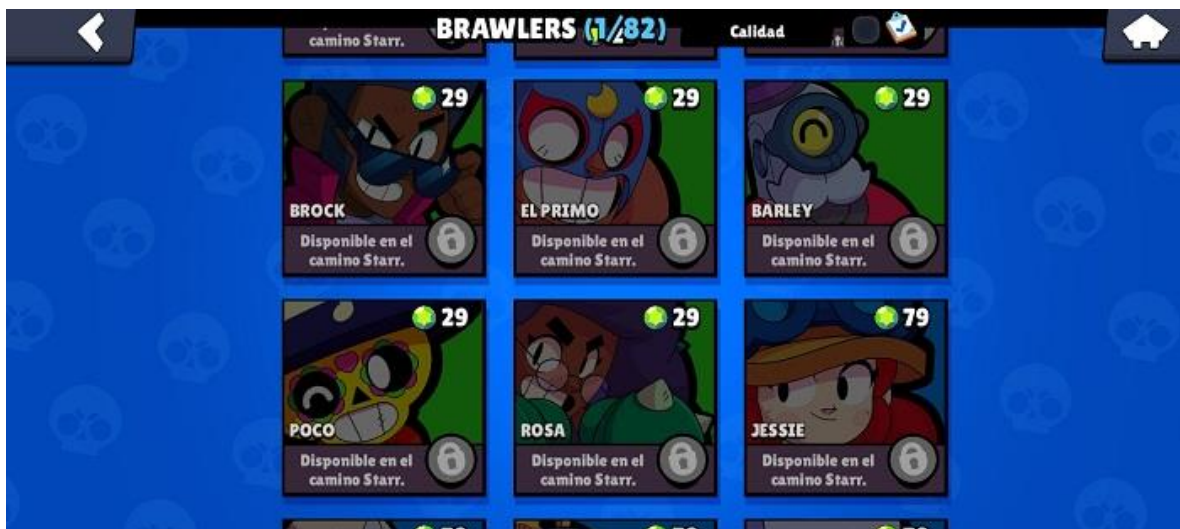 BRAWLERS (1/82)
Calidad
camino Starr.
29
29
29
BROCK
EL PRIMO
BARLEY
Disponible en el
camino Starr.
Disponible en el
camino Starr.
Disponible en el
camino Starr.
29
29
79
POCO
ROSA
JESSIE
Disponible en el
camino Starr.
Disponible en el
camino Starr.
Disponible en el
camino Starr.